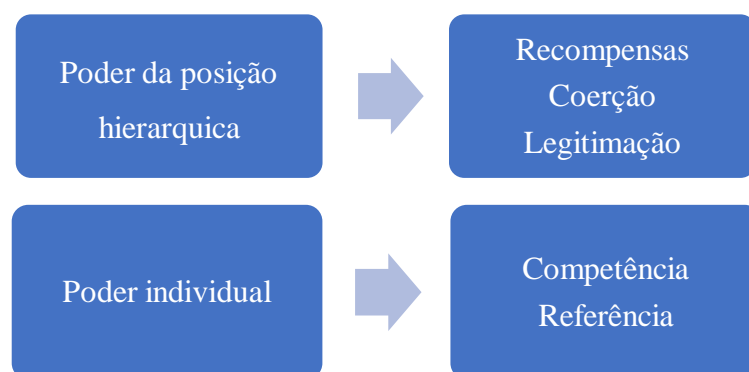 Poder da posição
hierarquica
Recompensas
Coerção
Legitimação
Poder individual
Competência
Referência